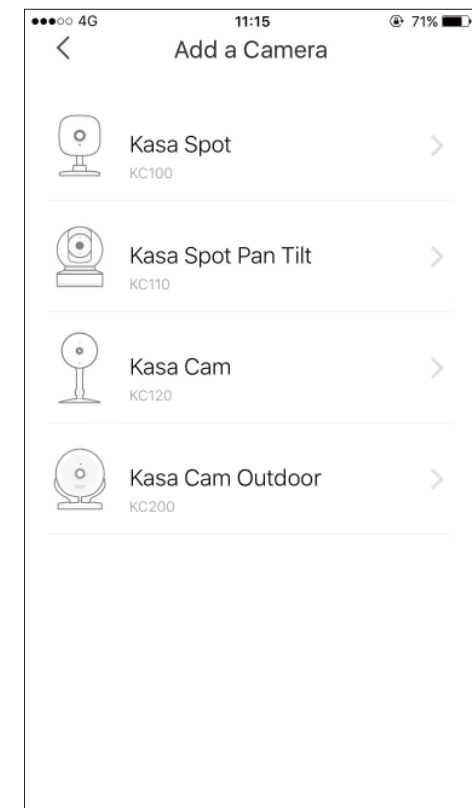 4G 11:15 71%
Add a Camera
Kasa Spot
KC100
Kasa Spot Pan Tilt
KC110
Kasa Cam
KC120
Kasa Cam Outdoor
KC200